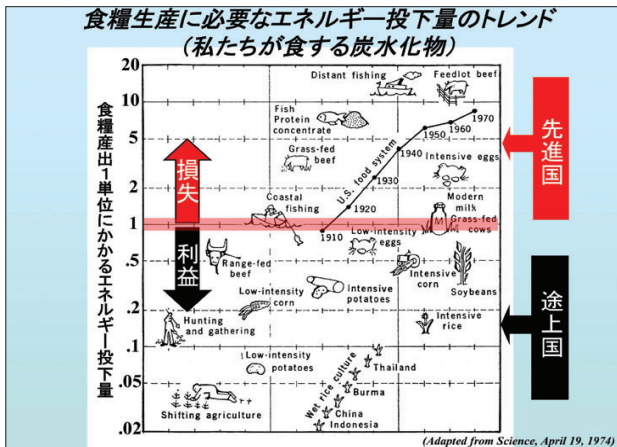 食糧生産に必要なエネルギー投下量のトレンド
(私たちが食する炭水化物)
食糧産出1単位にかかるエネルギー投下量
20
10
5
2
1
.5
.2
.1
.05
.02
損失
利益
先進国
途上国
Distant fishing
Feedlot beef
Fish
Protein
concentrate
Grass-fed
beef
U.S. food system
1910
1920
1930
1940
1950
1960
1970
Intensive eggs
Coastal
fishing
Modern
milk
M
Grass-fed
cows
Low-intensity
eggs
Range-fed
beef
Intensive
corn
Soybeans
Low-intensity
corn
Intensive
potatoes
Intensive
rice
Hunting
and gathering
Low-intensity
potatoes
Wet rice culture
Thailand
Burma
China
Indonesia
Shifting agriculture
(Adapted from Science, April 19, 1974)